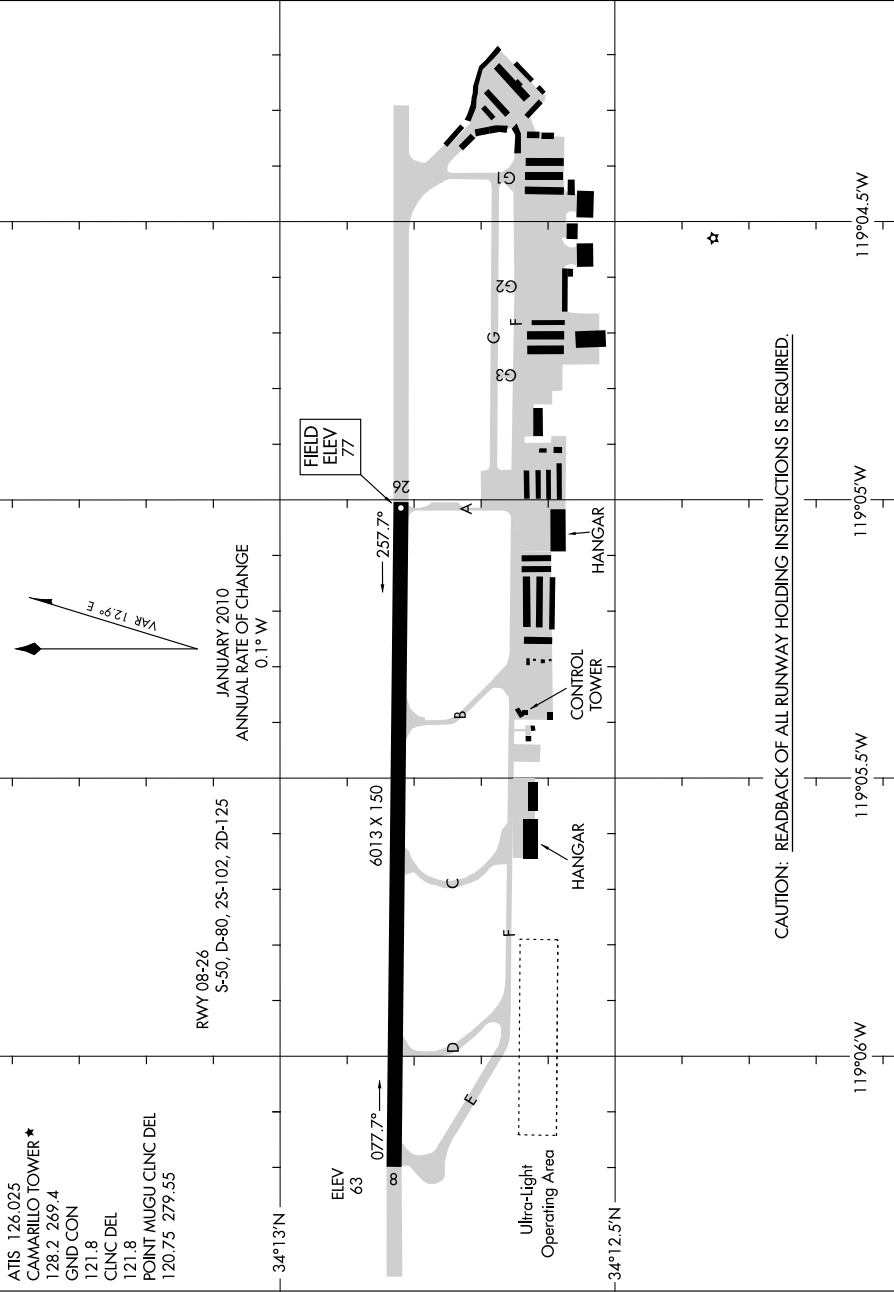 ATIS 126.025
CAMARILLO TOWER★
128.2 269.4
GND CON
121.8
CLNC DEL
121.8
POINT MUGU CLNC DEL
120.75 279.55
RWY 08-26
S-50, D-80, 2S-102, 2D-125
VAR 12.9° E
JANUARY 2010
ANNUAL RATE OF CHANGE
0.1° W
34°13'N
FIELD
ELEV
77
ELEV
63
077.7°
6013 X 150
257.7°
8
26
A
B
C
D
E
F
F
G
G1
G2
G3
HANGAR
CONTROL
TOWER
HANGAR
Ultra-Light
Operating Area
34°12.5'N
CAUTION: READBACK OF ALL RUNWAY HOLDING INSTRUCTIONS IS REQUIRED.
119°06'W
119°05.5'W
119°05'W
119°04.5'W